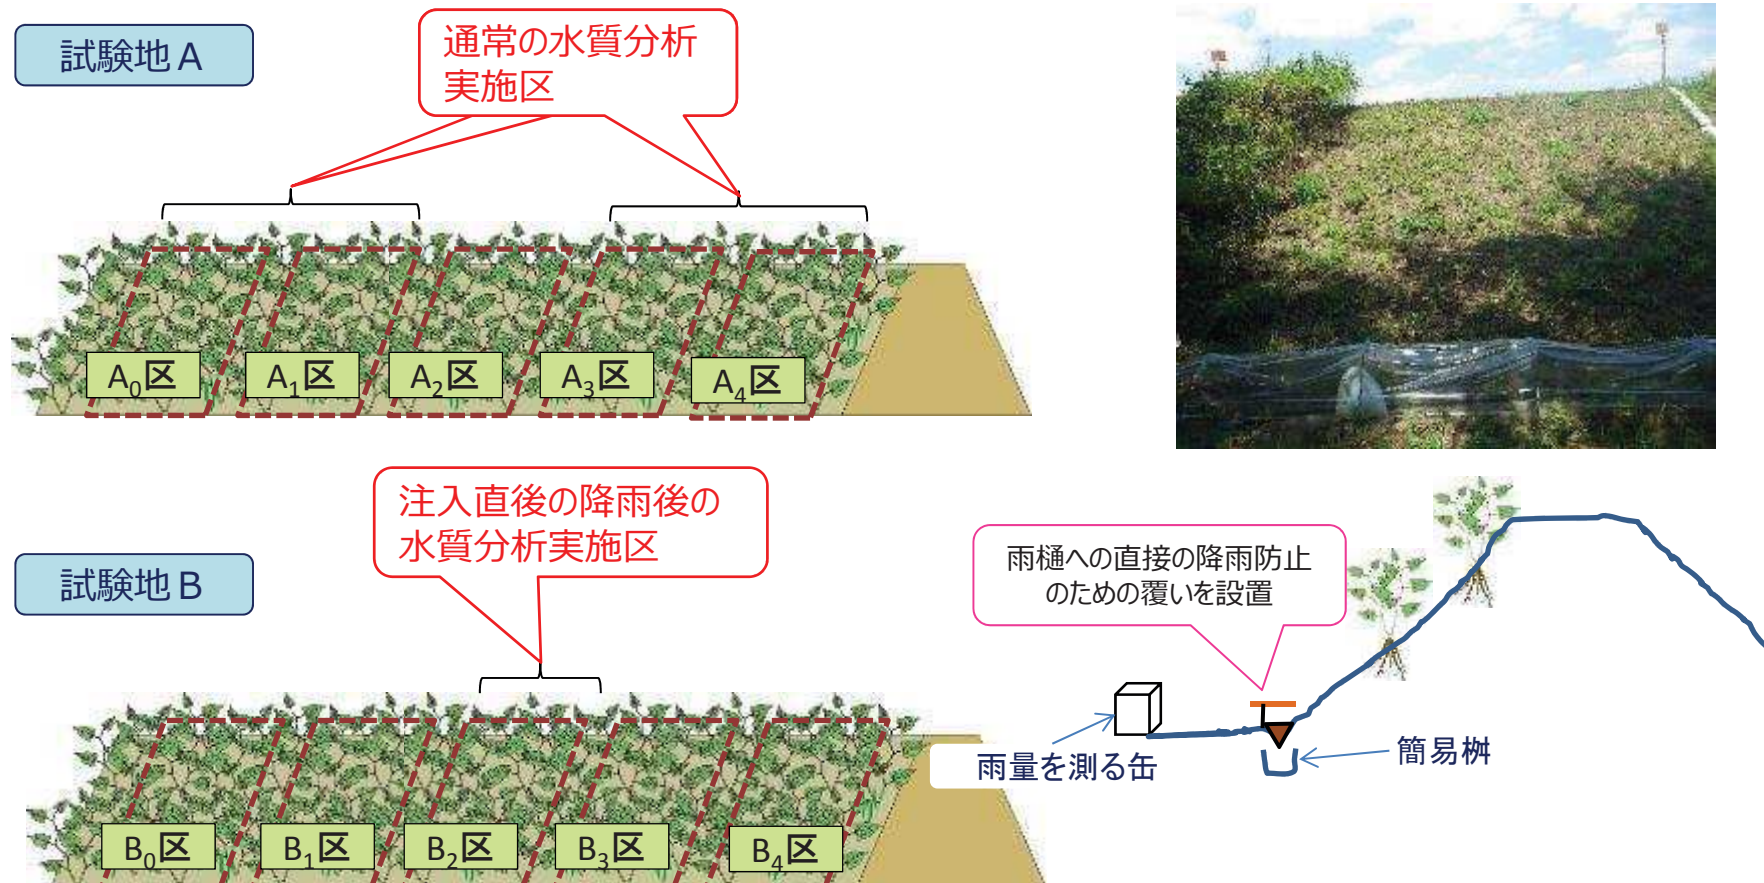 試験地A
通常の水質分析
実施区
A₀区
A₁区
A₂区
A₃区
A₄区
試験地B
注入直後の降雨後の
水質分析実施区
B₀区
B₁区
B₂区
B₃区
B₄区
雨樋への直接の降雨防止
のための覆いを設置
雨量を測る缶
簡易桝